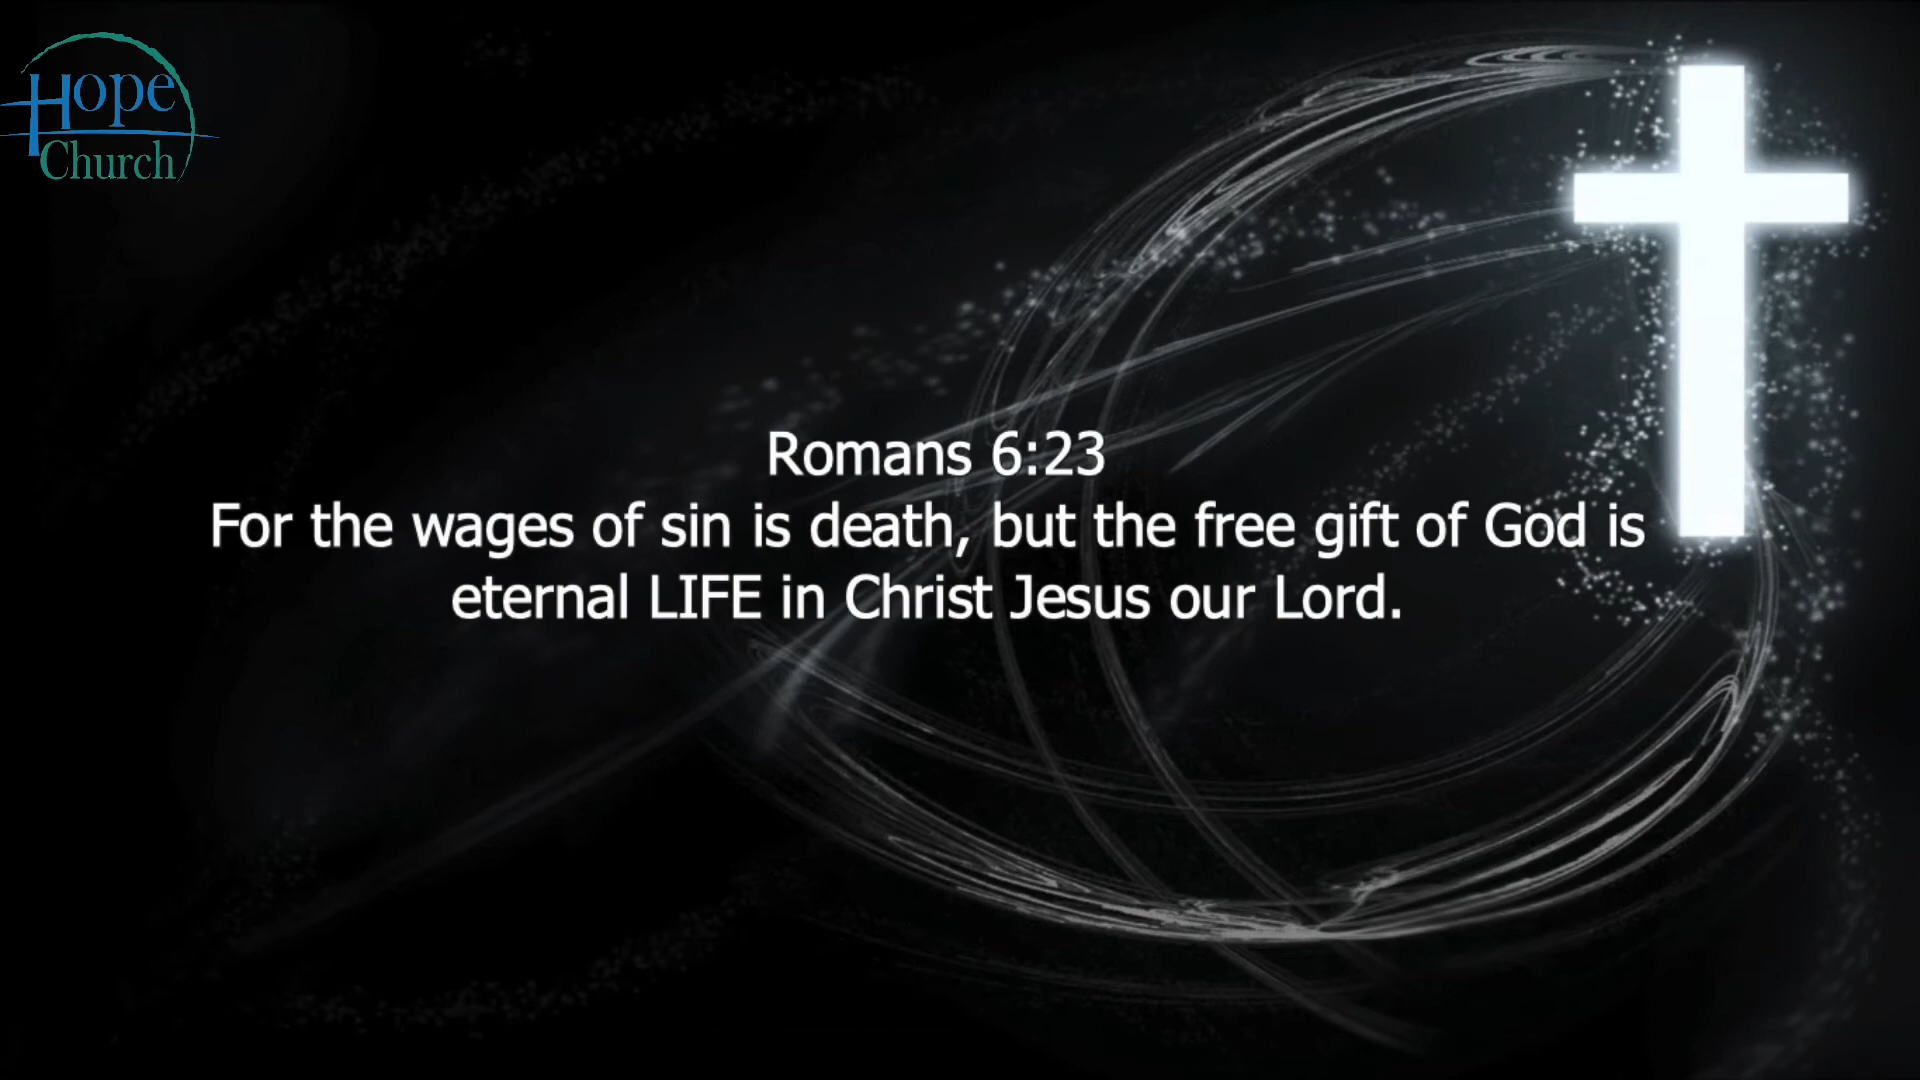 Hope
Church
Romans 6:23
For the wages of sin is death, but the free gift of God is
eternal LIFE in Christ Jesus our Lord.